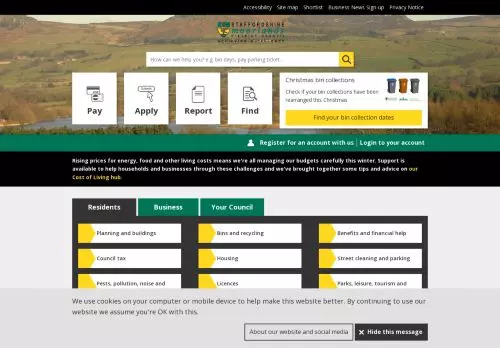 Accessibility Site map Shortlist Business News Sign up Privacy Notice
STAFFORDSHIRE
moorlands
DISTRICT COUNCIL
ACHIEVING EXCELLENCE
How can we help you? e.g. bin days, pay parking ticket...
Pay
Apply
Report
Find
Christmas bin collections
Check if your bin collections have been
rearranged this Christmas
Find your bin collection dates
Register for an account with us Login to your account
Rising prices for energy, food and other living costs means we're all managing our budgets carefully this winter. Support is
available to help households and businesses through these challenges and we've brought together some tips and advice on our
Cost of Living hub.
Residents Business Your Council
Planning and buildings Bins and recycling Benefits and financial help
Council tax Housing Street cleaning and parking
Pests, pollution, noise and Licences Parks, leisure, tourism and
We use cookies on your computer or mobile device to help make this website better. By continuing to use our
website we assume you're OK with this.
About our website and social media Hide this message